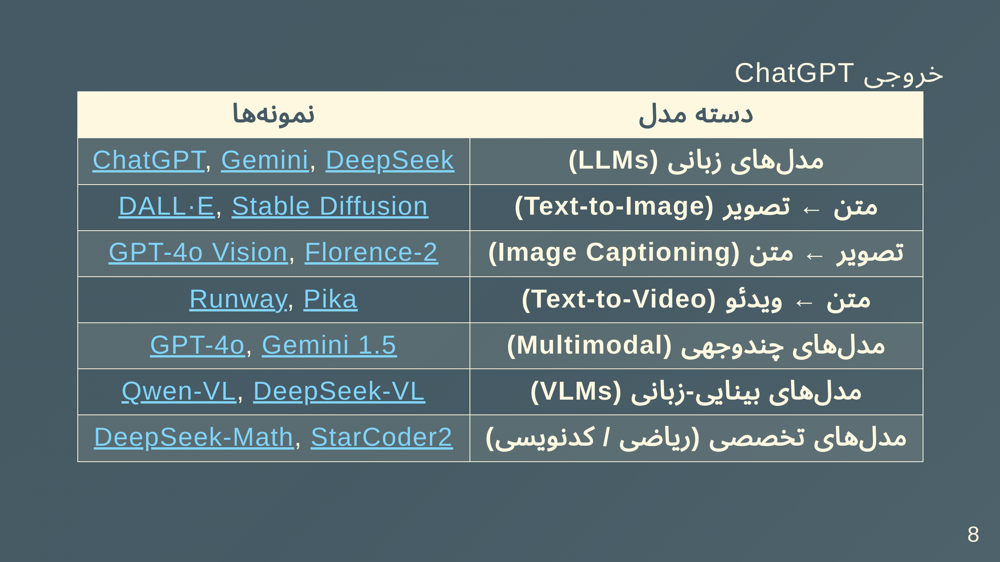 خروجی ChatGPT
دسته مدل	نمونه‌ها
مدل‌های زبانی (LLMs)	ChatGPT, Gemini, DeepSeek
متن ← تصویر (Text-to-Image)	DALL·E, Stable Diffusion
تصویر ← متن (Image Captioning)	GPT-4o Vision, Florence-2
متن ← ویدئو (Text-to-Video)	Runway, Pika
مدل‌های چندوجهی (Multimodal)	GPT-4o, Gemini 1.5
مدل‌های بینایی-زبانی (VLMs)	Qwen-VL, DeepSeek-VL
مدل‌های تخصصی (ریاضی / کدنویسی)	DeepSeek-Math, StarCoder2
8